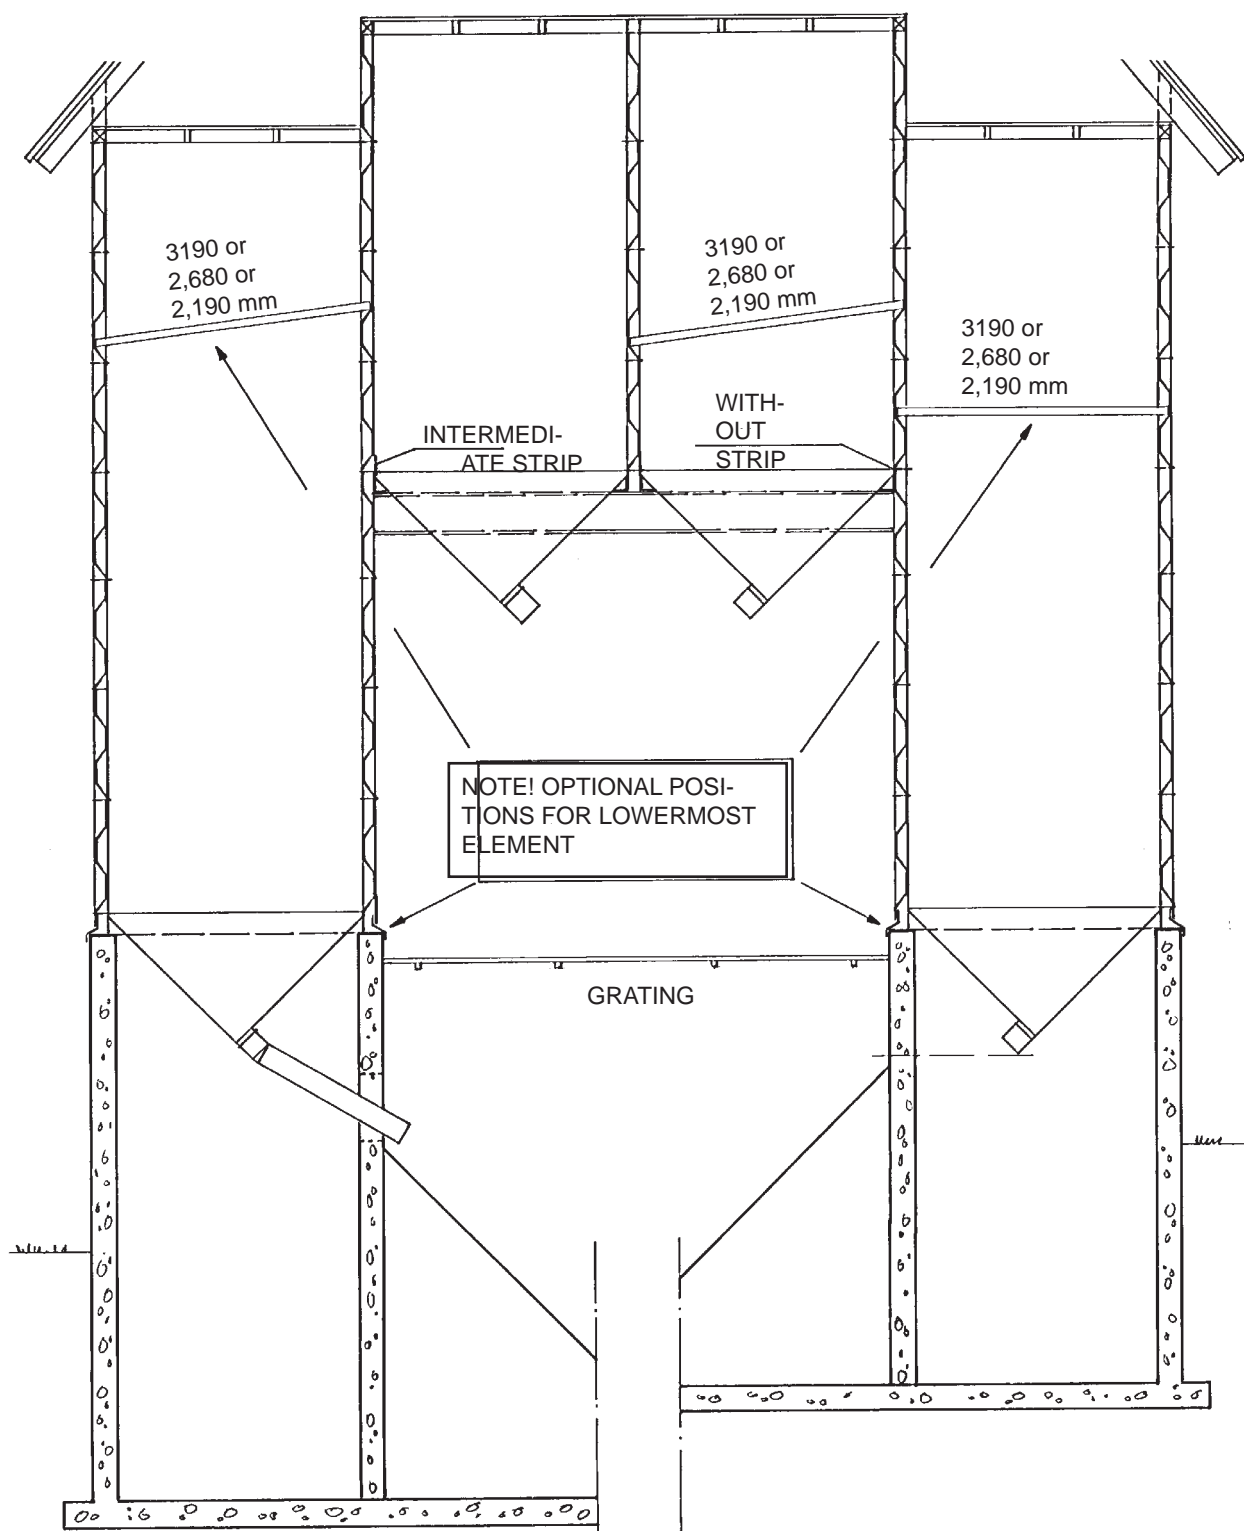 3190 or
2,680 or
2,190 mm
3190 or
2,680 or
2,190 mm
3190 or
2,680 or
2,190 mm
INTERMEDI-
ATE STRIP
WITH-
OUT
STRIP
NOTE! OPTIONAL POSI-
TIONS FOR LOWERMOST
ELEMENT
GRATING